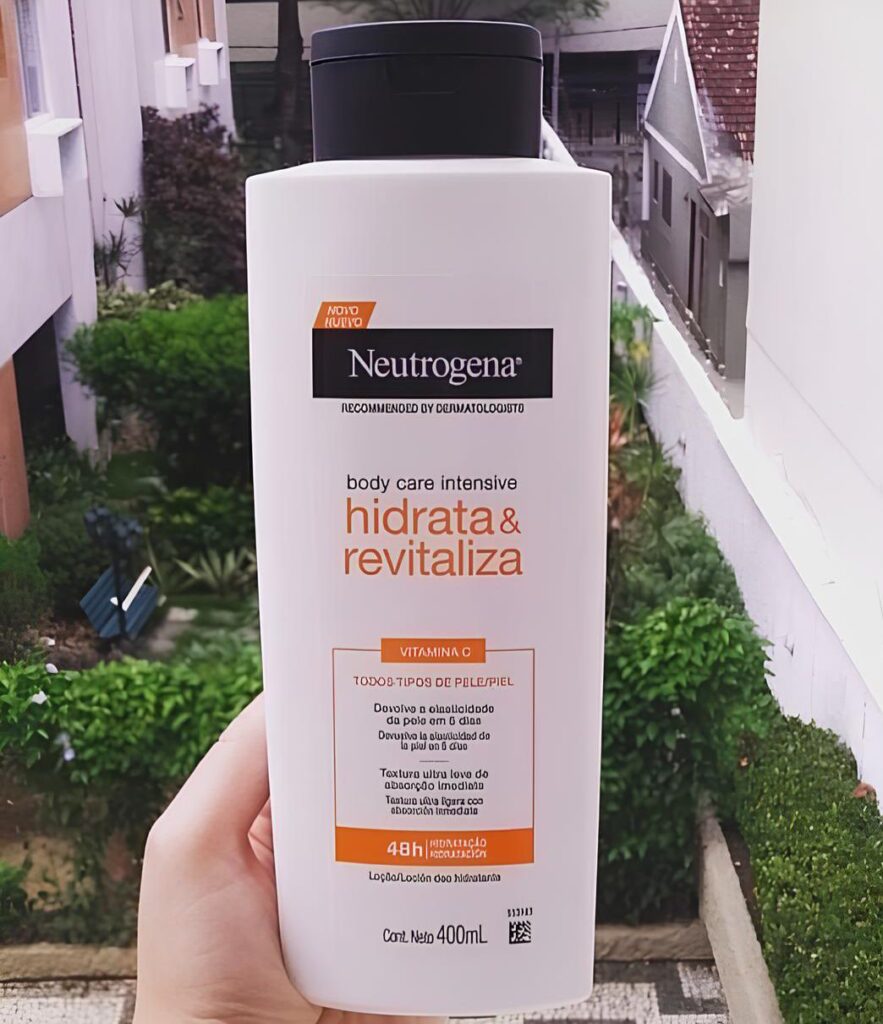 NOVO
NUEVO
Neutrogena®
RECOMMENDED BY DERMATOLOGISTS
body care intensive
hidrata &
revitaliza
VITAMINA C
TODOS TIPOS DE PELE/PIEL
Devolve a elasticidade
da pele em 5 dias
Devuelve la elasticidad de
la piel en 5 días
Textura ultra leve de
absorção imediata
Textura ultra ligera con
absorción inmediata
48h HIDRATAÇÃO
HIDRATACIÓN
Loção/Loción deo hidratante
Cont. Neto 400mL